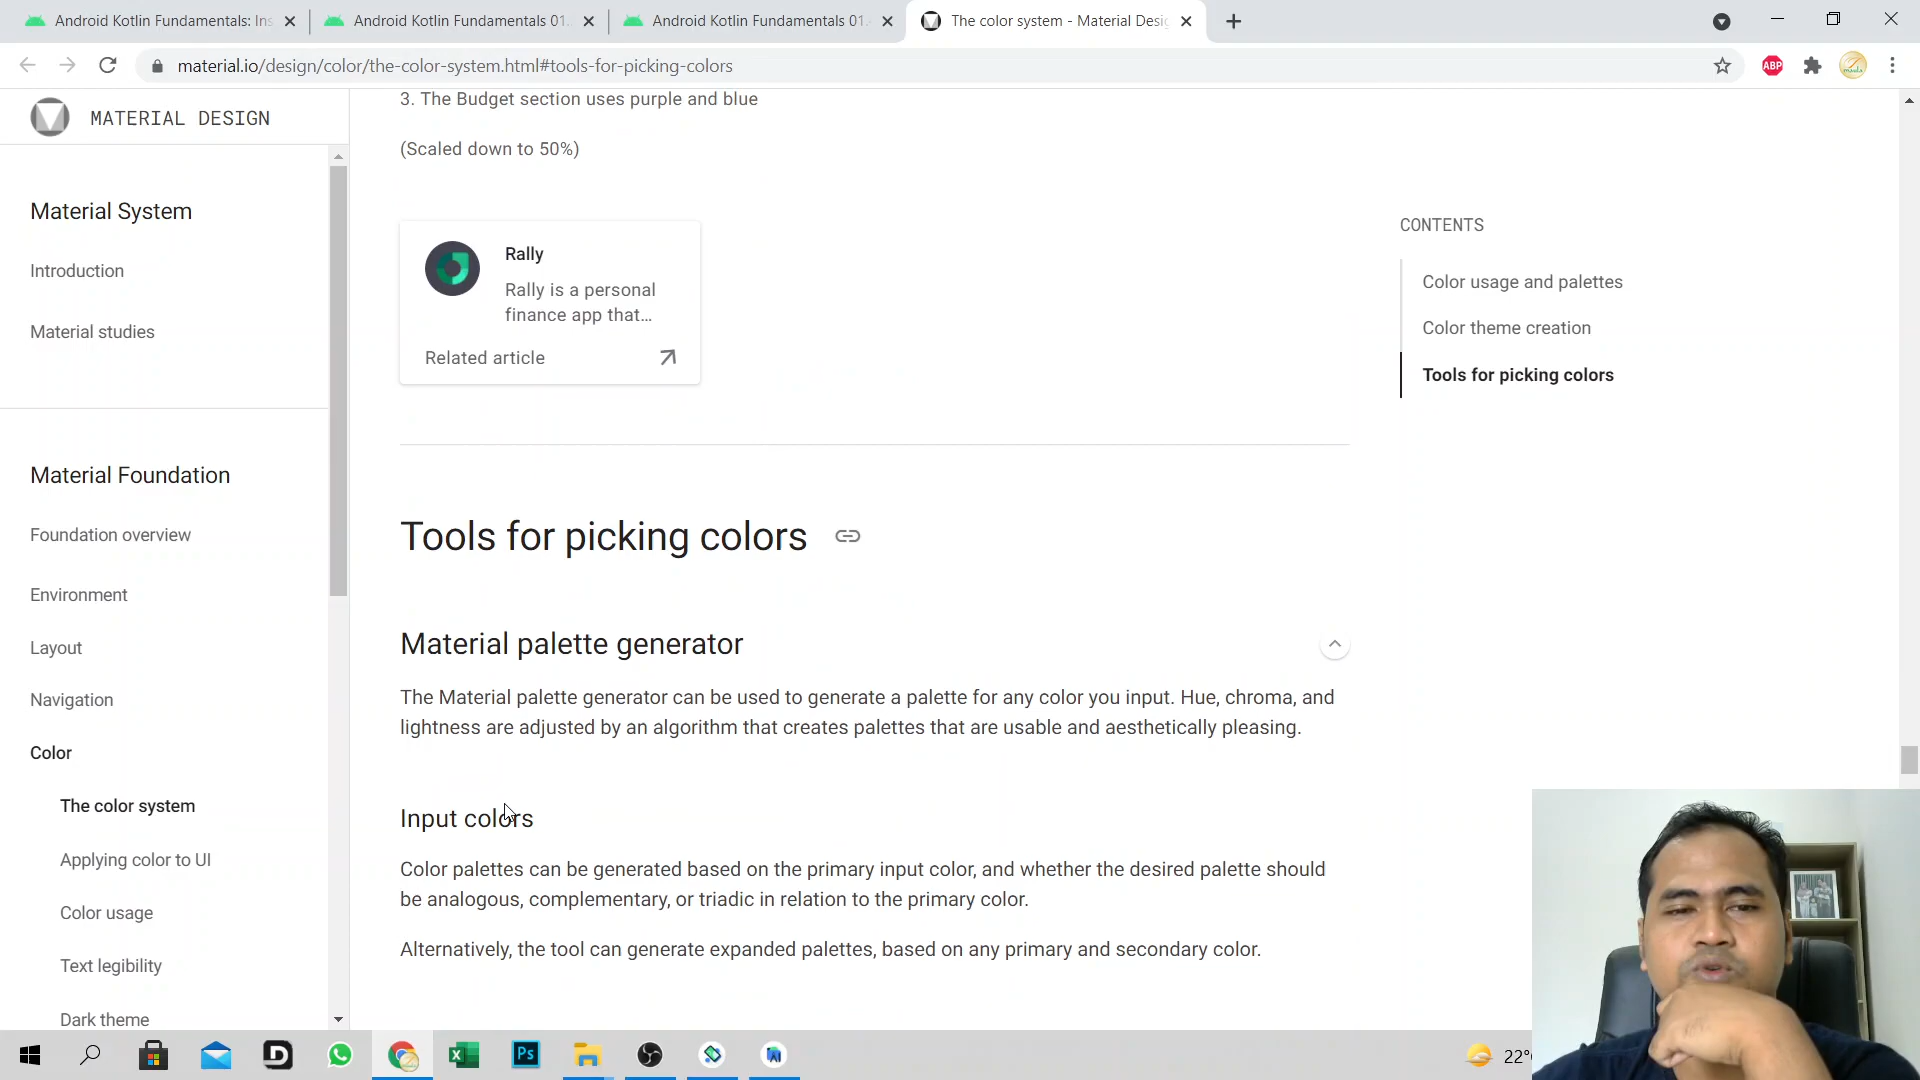 Android Kotlin Fundamentals: Ins
Android Kotlin Fundamentals 01.
Android Kotlin Fundamentals 01.
The color system - Material Desig
material.io/design/color/the-color-system.html#tools-for-picking-colors
ABP
MATERIAL DESIGN
Material System
Introduction
Material studies
Material Foundation
Foundation overview
Environment
Layout
Navigation
Color
The color system
Applying color to UI
Color usage
Text legibility
Dark theme
3. The Budget section uses purple and blue
(Scaled down to 50%)
Rally
Rally is a personal
finance app that...
Related article
Tools for picking colors
Material palette generator
The Material palette generator can be used to generate a palette for any color you input. Hue, chroma, and
lightness are adjusted by an algorithm that creates palettes that are usable and aesthetically pleasing.
Input colors
Color palettes can be generated based on the primary input color, and whether the desired palette should
be analogous, complementary, or triadic in relation to the primary color.
Alternatively, the tool can generate expanded palettes, based on any primary and secondary color.
CONTENTS
Color usage and palettes
Color theme creation
Tools for picking colors
Ps
22°